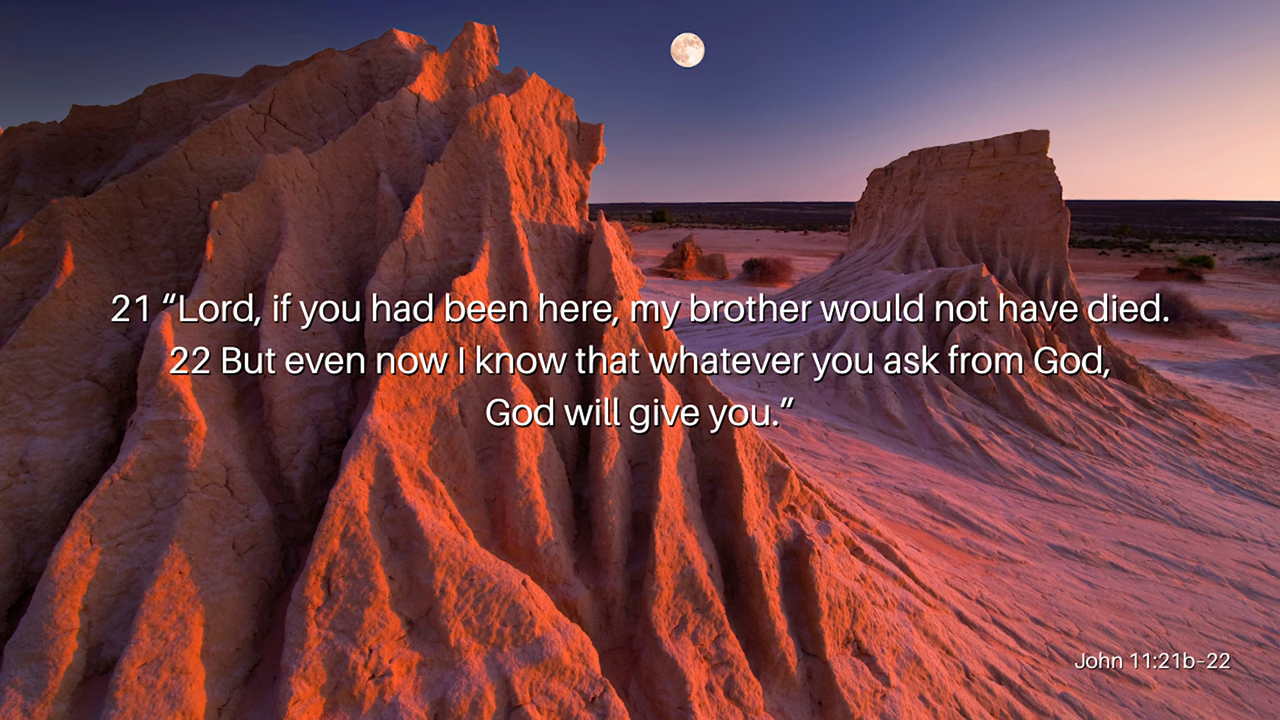 21 “Lord, if you had been here, my brother would not have died.
22 But even now I know that whatever you ask from God,
God will give you.”
John 11:21b-22